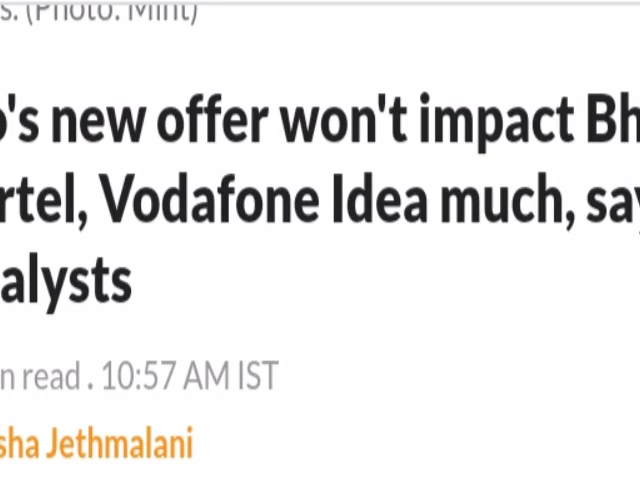 s. (Photo: Mint)
o's new offer won't impact Bh
rtel, Vodafone Idea much, say
alysts
n read . 10:57 AM IST
sha Jethmalani